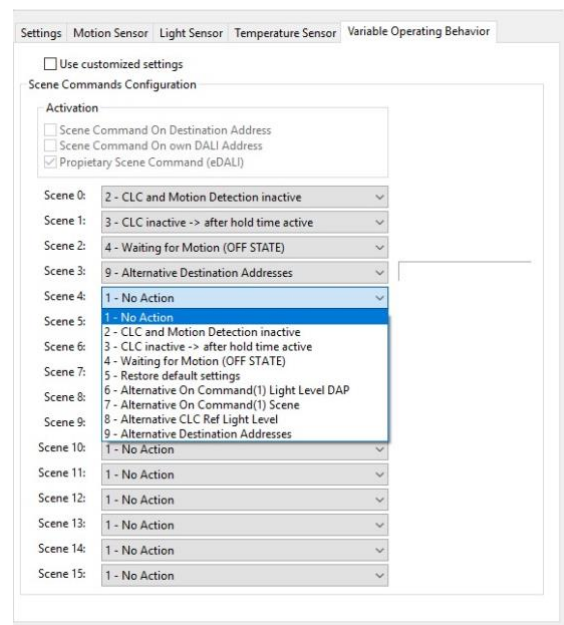 Settings Motion Sensor Light Sensor Temperature Sensor Variable Operating Behavior
Use customized settings
Scene Commands Configuration
Activation
Scene Command On Destination Address
Scene Command On own DALI Address
Propietary Scene Command (eDALI)
Scene 0: 2 - CLC and Motion Detection inactive
Scene 1: 3 - CLC inactive -> after hold time active
Scene 2: 4 - Waiting for Motion (OFF STATE)
Scene 3: 9 - Alternative Destination Addresses
Scene 4: 1 - No Action
Scene 5: 1 - No Action
2 - CLC and Motion Detection inactive
Scene 6: 3 - CLC inactive -> after hold time active
4 - Waiting for Motion (OFF STATE)
Scene 7: 5 - Restore default settings
6 - Alternative On Command(1) Light Level DAP
Scene 8: 7 - Alternative On Command(1) Scene
Scene 9: 8 - Alternative CLC Ref Light Level
9 - Alternative Destination Addresses
Scene 10: 1 - No Action
Scene 11: 1 - No Action
Scene 12: 1 - No Action
Scene 13: 1 - No Action
Scene 14: 1 - No Action
Scene 15: 1 - No Action